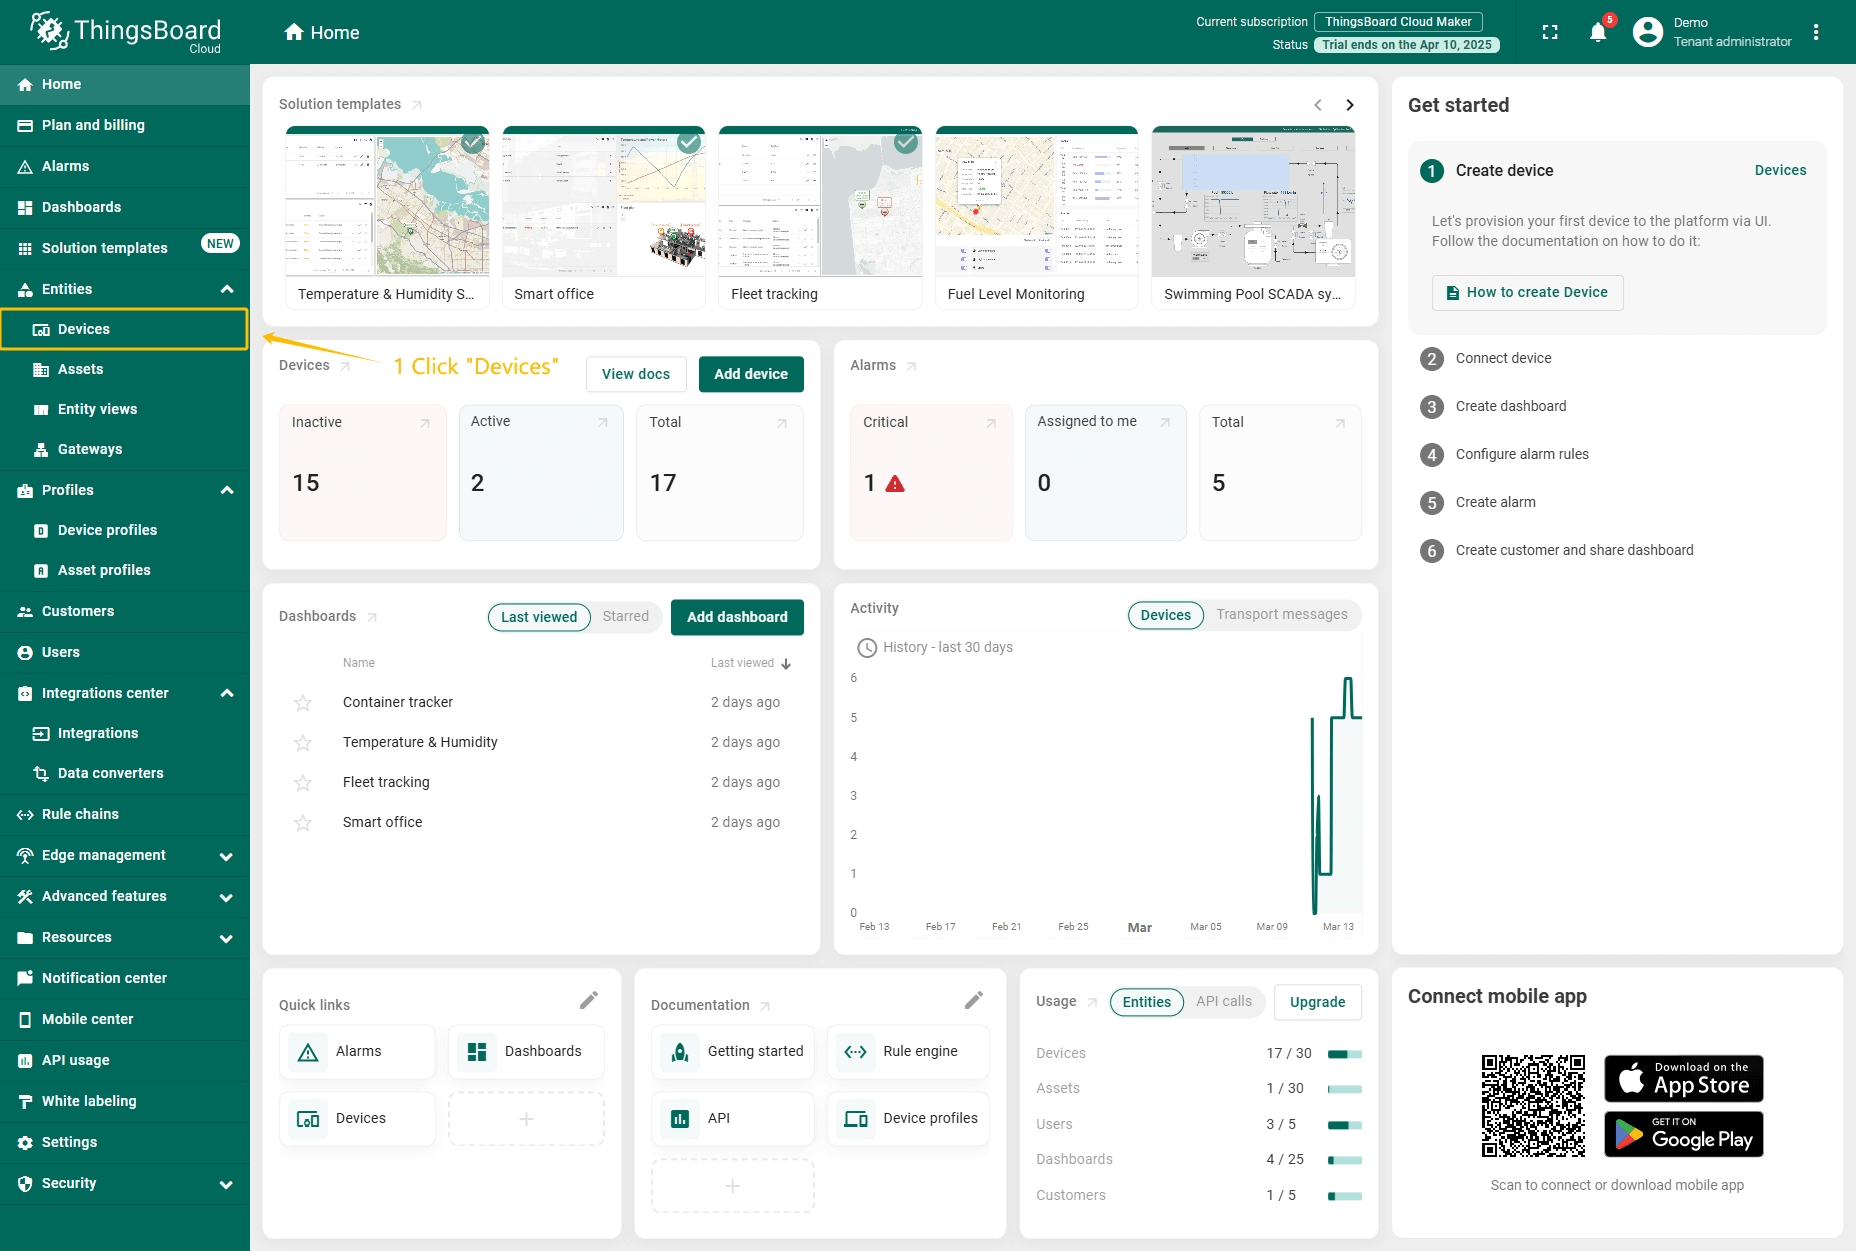 ThingsBoard
Cloud
Home
Current subscription
ThingsBoard Cloud Maker
Status
Trial ends on the Apr 10, 2025
5
Demo
Tenant administrator
Home
Plan and billing
Alarms
Dashboards
Solution templates
NEW
Entities
Devices
Assets
Entity views
Gateways
Profiles
Device profiles
Asset profiles
Customers
Users
Integrations center
Integrations
Data converters
Rule chains
Edge management
Advanced features
Resources
Notification center
Mobile center
API usage
White labeling
Settings
Security
Solution templates
Temperature & Humidity S...
Smart office
Fleet tracking
Fuel Level Monitoring
Swimming Pool SCADA sy...
Devices
1 Click "Devices"
View docs
Add device
Inactive
15
Active
2
Total
17
Alarms
Critical
1
Assigned to me
0
Total
5
Dashboards
Last viewed
Starred
Add dashboard
Name
Last viewed
Container tracker
2 days ago
Temperature & Humidity
2 days ago
Fleet tracking
2 days ago
Smart office
2 days ago
Activity
Devices
Transport messages
History - last 30 days
6
5
4
3
2
1
0
Feb 13
Feb 17
Feb 21
Feb 25
Mar
Mar 05
Mar 09
Mar 13
Quick links
Alarms
Dashboards
Devices
Documentation
Getting started
Rule engine
API
Device profiles
Usage
Entities
API calls
Upgrade
Devices
17 / 30
Assets
1 / 30
Users
3 / 5
Dashboards
4 / 25
Customers
1 / 5
Get started
1
Create device
Devices
Let's provision your first device to the platform via UI.
Follow the documentation on how to do it:
How to create Device
2
Connect device
3
Create dashboard
4
Configure alarm rules
5
Create alarm
6
Create customer and share dashboard
Connect mobile app
Download on the
App Store
GET IT ON
Google Play
Scan to connect or download mobile app